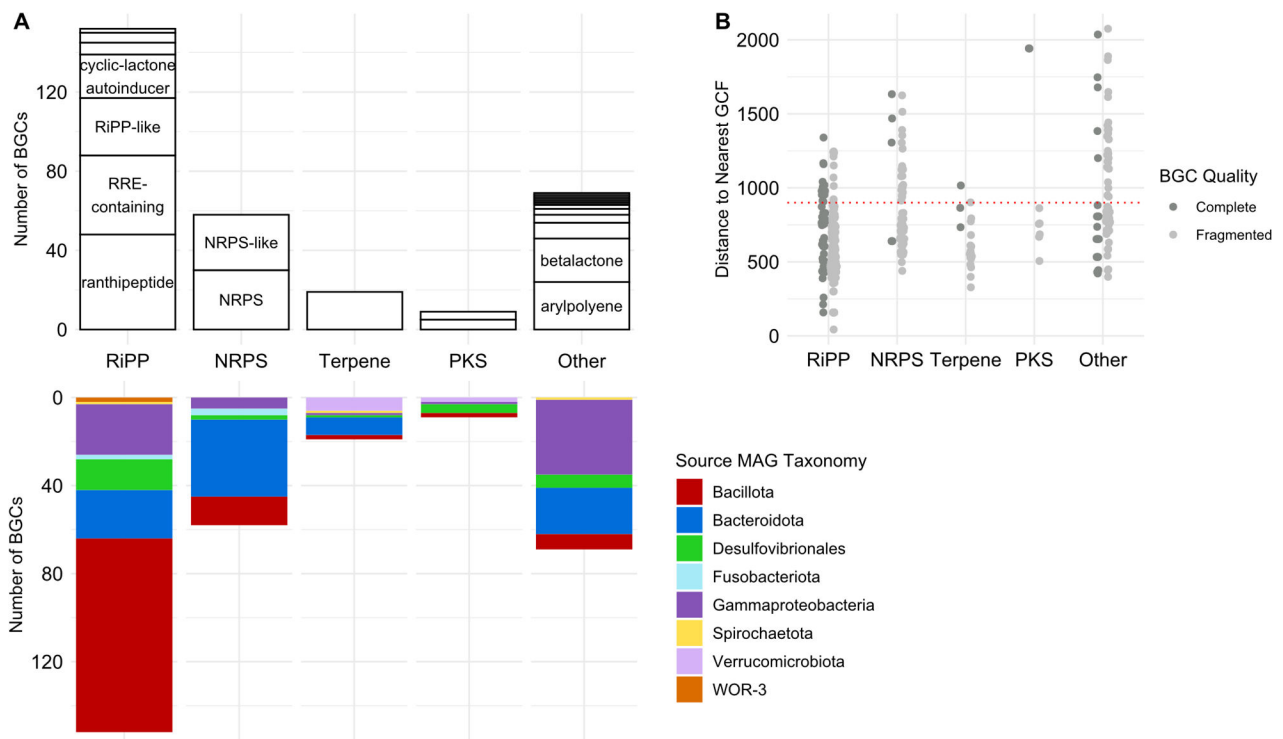 A
Number of BGCs
120
80
40
0
cyclic-lactone
autoinducer
RiPP-like
RRE-
containing
ranthipeptide
NRPS-like
NRPS
betalactone
arylpolyene
RiPP
NRPS
Terpene
PKS
Other
Number of BGCs
0
40
80
120
B
Distance to Nearest GCF
2000
1500
1000
500
0
RiPP
NRPS
Terpene
PKS
Other
BGC Quality
Complete
Fragmented
Source MAG Taxonomy
Bacillota
Bacteroidota
Desulfovibrionales
Fusobacteriota
Gammaproteobacteria
Spirochaetota
Verrucomicrobiota
WOR-3